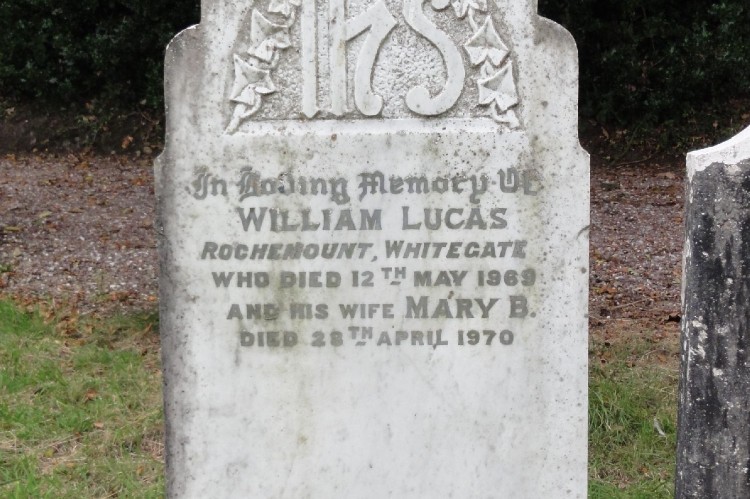 IHS
In Loving Memory Of
WILLIAM LUCAS
ROCHEMOUNT, WHITEGATE
WHO DIED 12TH MAY 1969
AND HIS WIFE MARY B.
DIED 28TH APRIL 1970